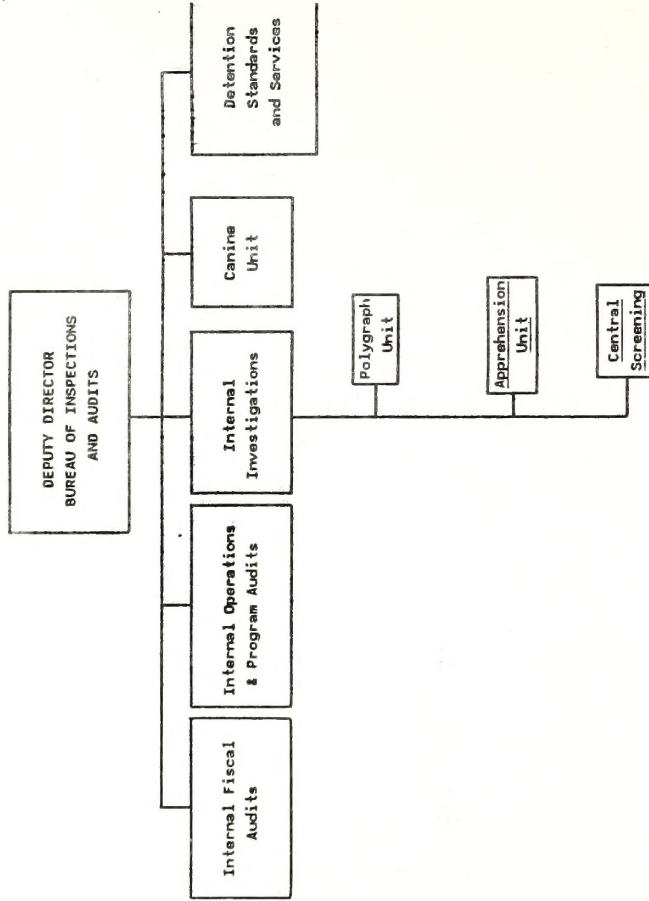 DEPUTY DIRECTOR
BUREAU OF INSPECTIONS
AND AUDITS
Internal Fiscal
Audits
Internal Operations
& Program Audits
Internal
Investigations
Canine
Unit
Detention
Standards
and Services
Polygraph
Unit
Apprehension
Unit
Central
Screening